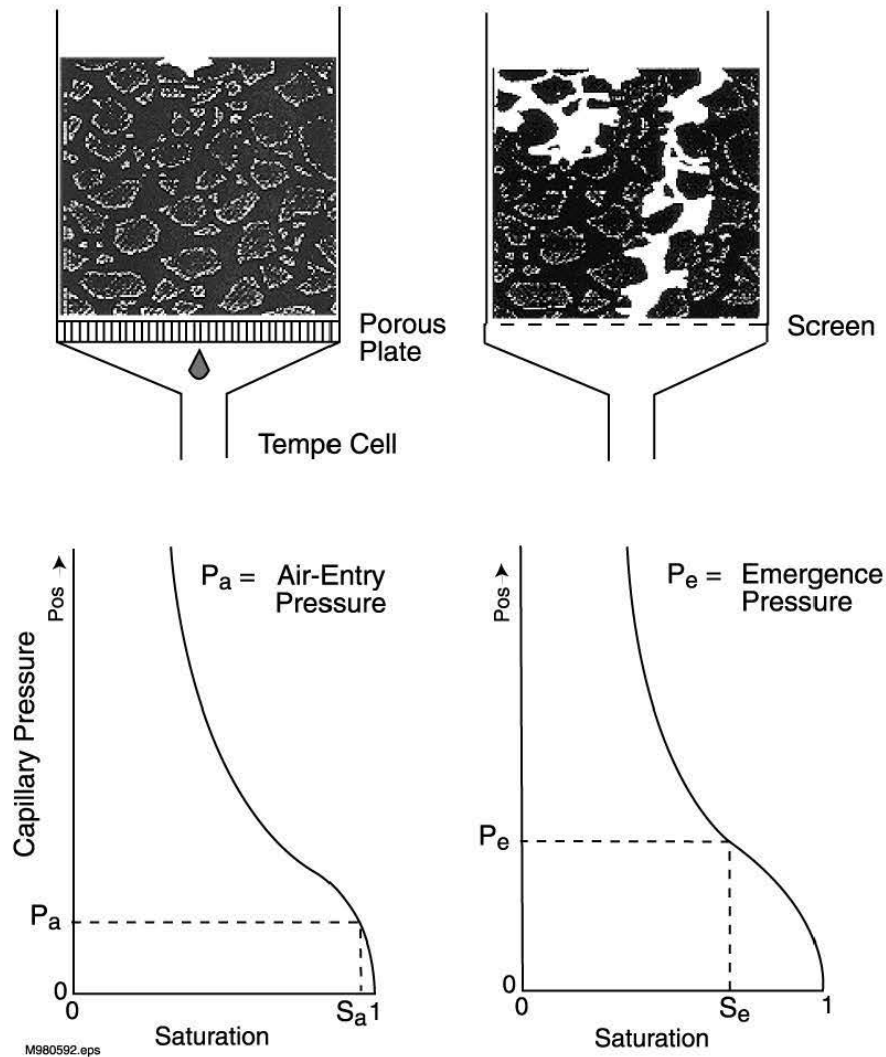 Porous
Plate
Tempe Cell
Screen
Pos →
Pa = Air-Entry
Pressure
Capillary Pressure
Pa
0
0
Sa 1
Saturation
Pos →
Pe = Emergence
Pressure
Pe
0
0
Se
1
Saturation
M980592.eps